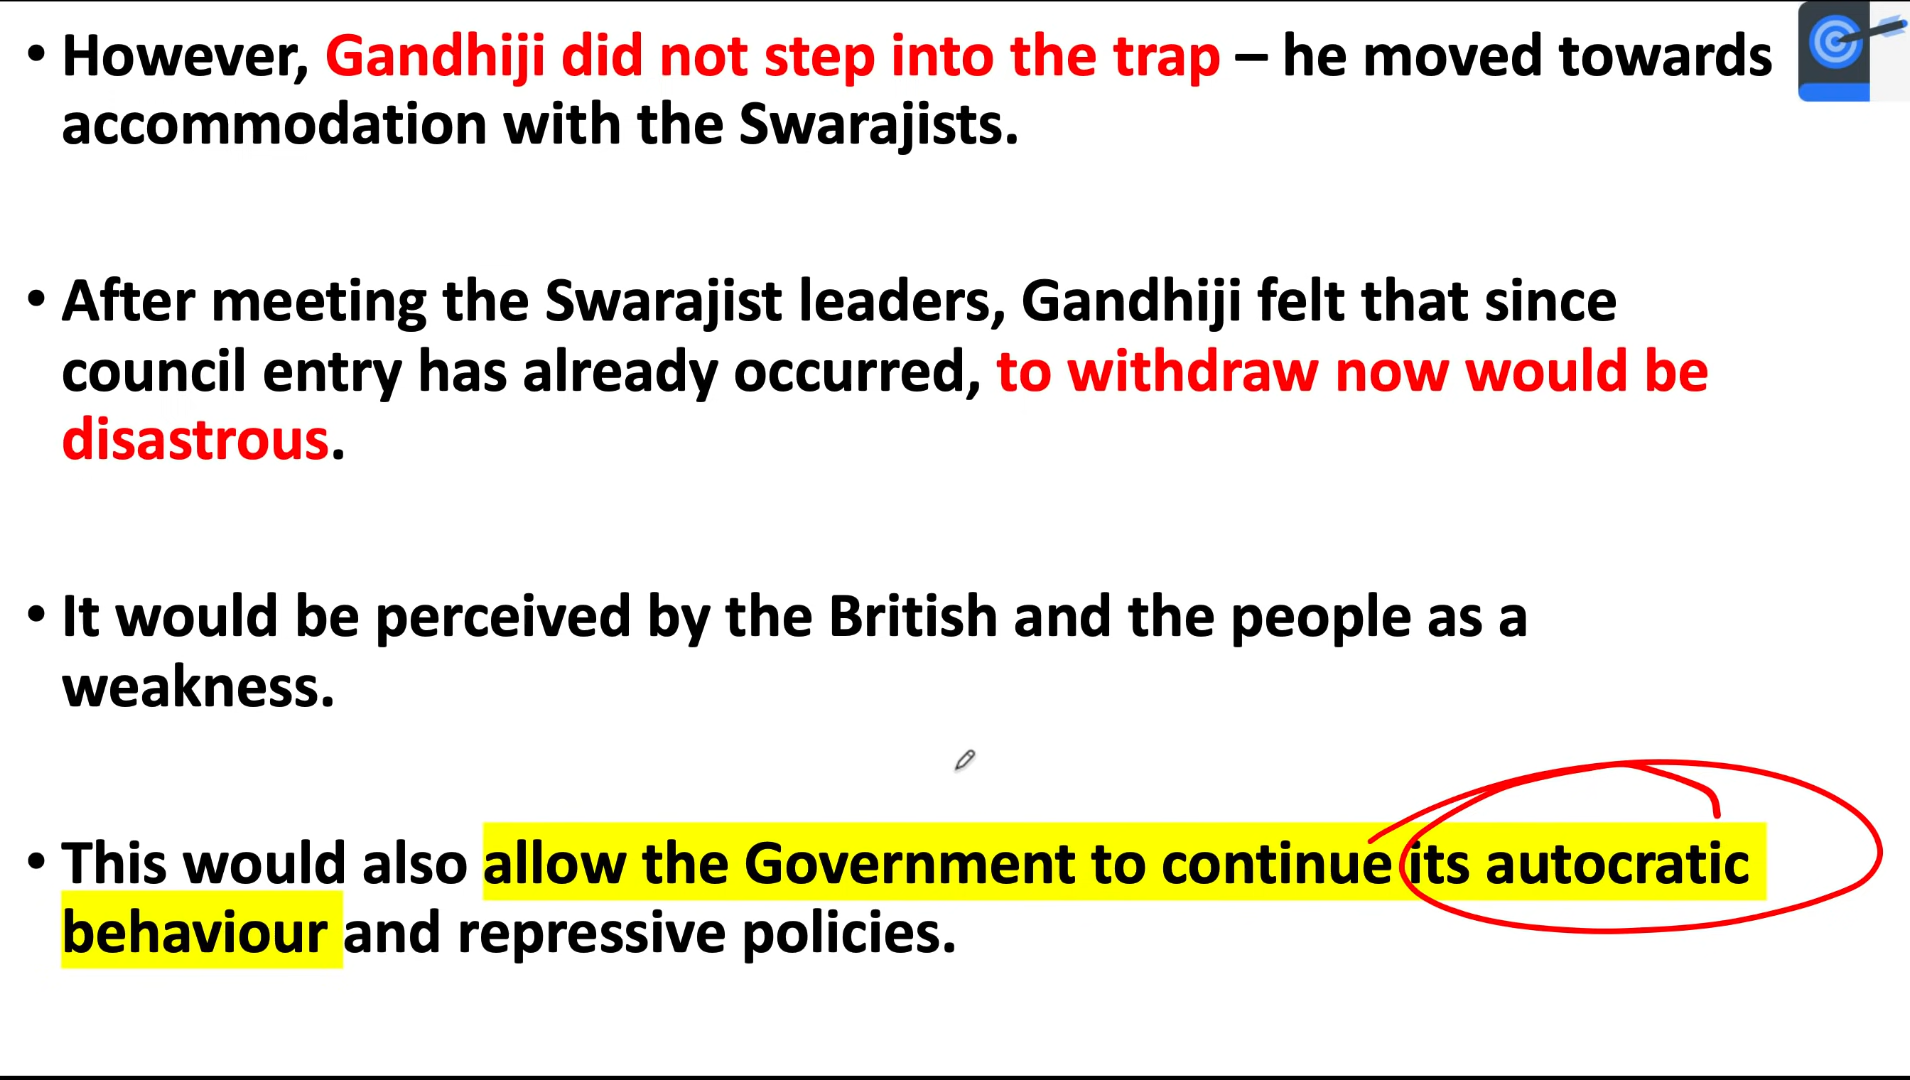 • However, Gandhiji did not step into the trap – he moved towards
accommodation with the Swarajists.
• After meeting the Swarajist leaders, Gandhiji felt that since
council entry has already occurred, to withdraw now would be
disastrous.
• It would be perceived by the British and the people as a
weakness.
• This would also allow the Government to continue its autocratic
behaviour and repressive policies.